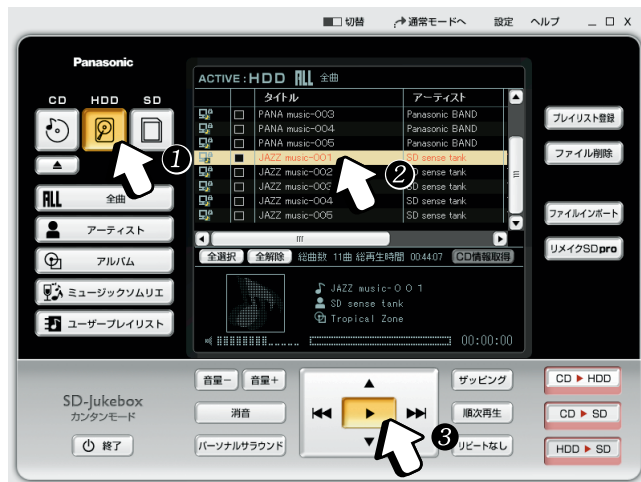 切替 通常モードへ 設定 ヘルプ
Panasonic
CD HDD SD
ACTIVE : HDD ALL 全曲
タイトル アーティスト
PANA music-003 Panasonic BAND
PANA music-004 Panasonic BAND
PANA music-005 Panasonic BAND
JAZZ music-001 SD sense tank
JAZZ music-002 SD sense tank
JAZZ music-003 SD sense tank
JAZZ music-004 SD sense tank
JAZZ music-005 SD sense tank
1
2
ALL 全曲
アーティスト
アルバム
ミュージックソムリエ
ユーザープレイリスト
全選択 全解除 総曲数 11曲 総再生時間 00:44:07 CD情報取得
JAZZ music-001
SD sense tank
Tropical Zone
00:00:00
プレイリスト登録
ファイル削除
ファイルインポート
リメイクSDpro
SD-Jukebox
カンタンモード
終了
音量− 音量+
消音
パーソナルサラウンド
3
ザッピング
順次再生
リピートなし
CD ▶ HDD
CD ▶ SD
HDD ▶ SD